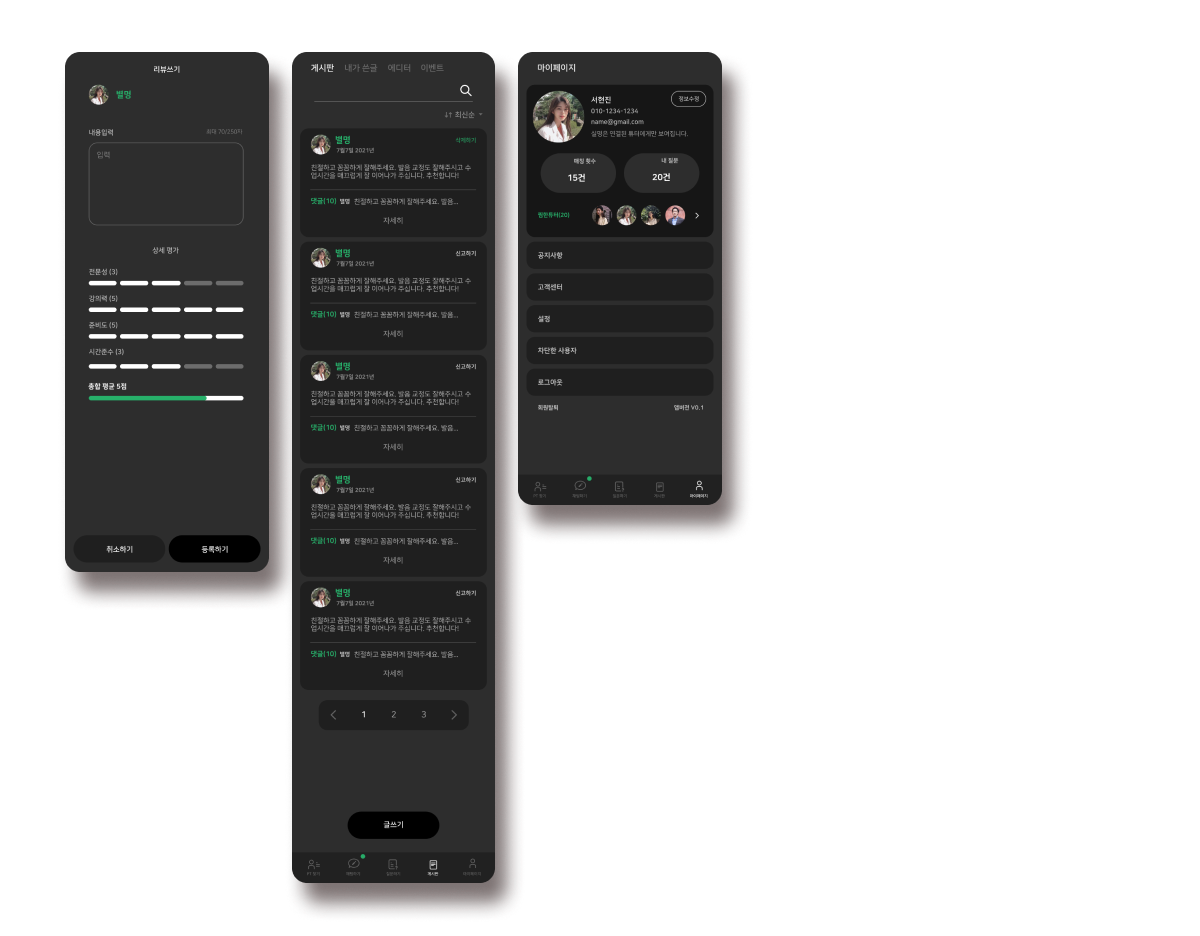 리뷰쓰기
별명
내용입력
최대 70/250자
입력
상세 평가
전문성 (3)
강의력 (5)
준비도 (5)
시간준수 (3)
총합 평균 5점
취소하기
등록하기
게시판 내가 쓴글 에디터 이벤트
최신순
별명
삭제하기
7월7일 2021년
친절하고 꼼꼼하게 잘해주세요. 발음 교정도 잘해주시고 수
업시간을 매끄럽게 잘 이어나가 주십니다. 추천합니다!
댓글(10) 별명 친절하고 꼼꼼하게 잘해주세요. 발음...
자세히
별명
신고하기
7월7일 2021년
친절하고 꼼꼼하게 잘해주세요. 발음 교정도 잘해주시고 수
업시간을 매끄럽게 잘 이어나가 주십니다. 추천합니다!
댓글(10) 별명 친절하고 꼼꼼하게 잘해주세요. 발음...
자세히
별명
신고하기
7월7일 2021년
친절하고 꼼꼼하게 잘해주세요. 발음 교정도 잘해주시고 수
업시간을 매끄럽게 잘 이어나가 주십니다. 추천합니다!
댓글(10) 별명 친절하고 꼼꼼하게 잘해주세요. 발음...
자세히
별명
신고하기
7월7일 2021년
친절하고 꼼꼼하게 잘해주세요. 발음 교정도 잘해주시고 수
업시간을 매끄럽게 잘 이어나가 주십니다. 추천합니다!
댓글(10) 별명 친절하고 꼼꼼하게 잘해주세요. 발음...
자세히
별명
신고하기
7월7일 2021년
친절하고 꼼꼼하게 잘해주세요. 발음 교정도 잘해주시고 수
업시간을 매끄럽게 잘 이어나가 주십니다. 추천합니다!
댓글(10) 별명 친절하고 꼼꼼하게 잘해주세요. 발음...
자세히
1 2 3
글쓰기
게시판 마이페이지
마이페이지
서현진
정보수정
010-1234-1234
name@gmail.com
실명은 연결된 튜터에게만 보여집니다.
매칭 횟수
15건
내 질문
20건
찜한튜터(20)
공지사항
고객센터
설정
차단한 사용자
로그아웃
회원탈퇴
앱버전 V0.1
게시판 마이페이지